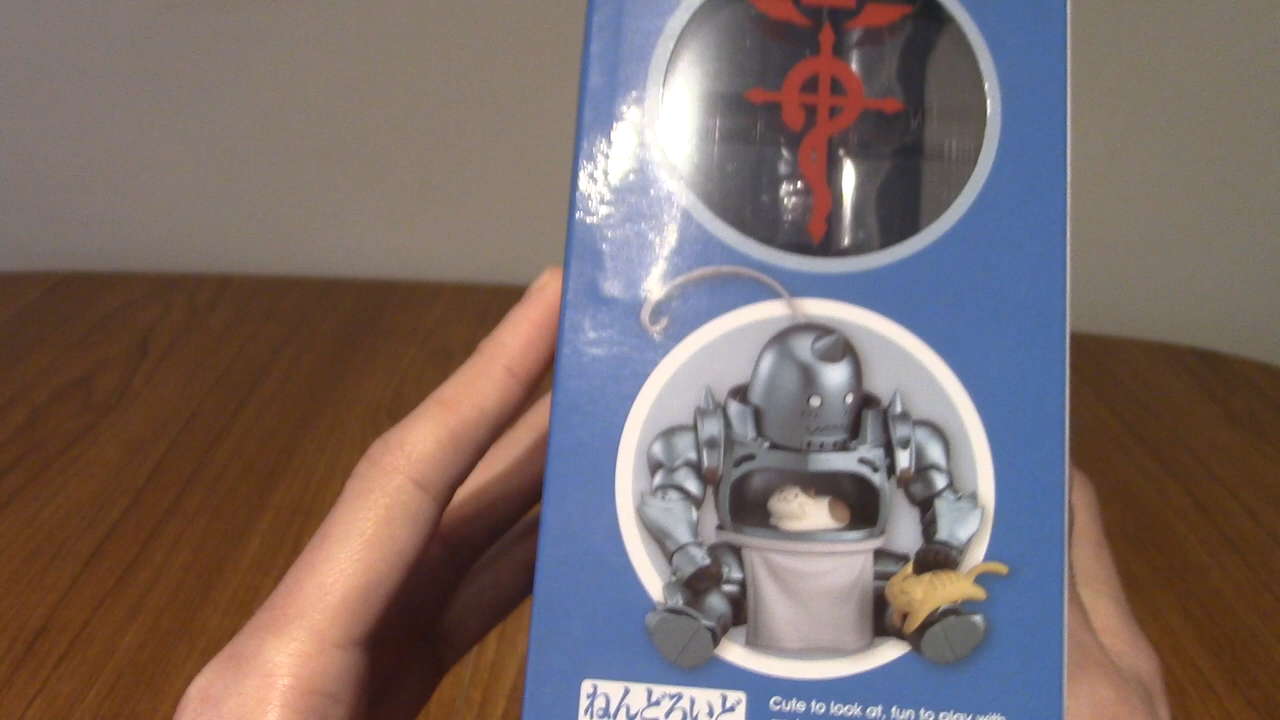 ねんどろいど
Cute to look at, fun to play with